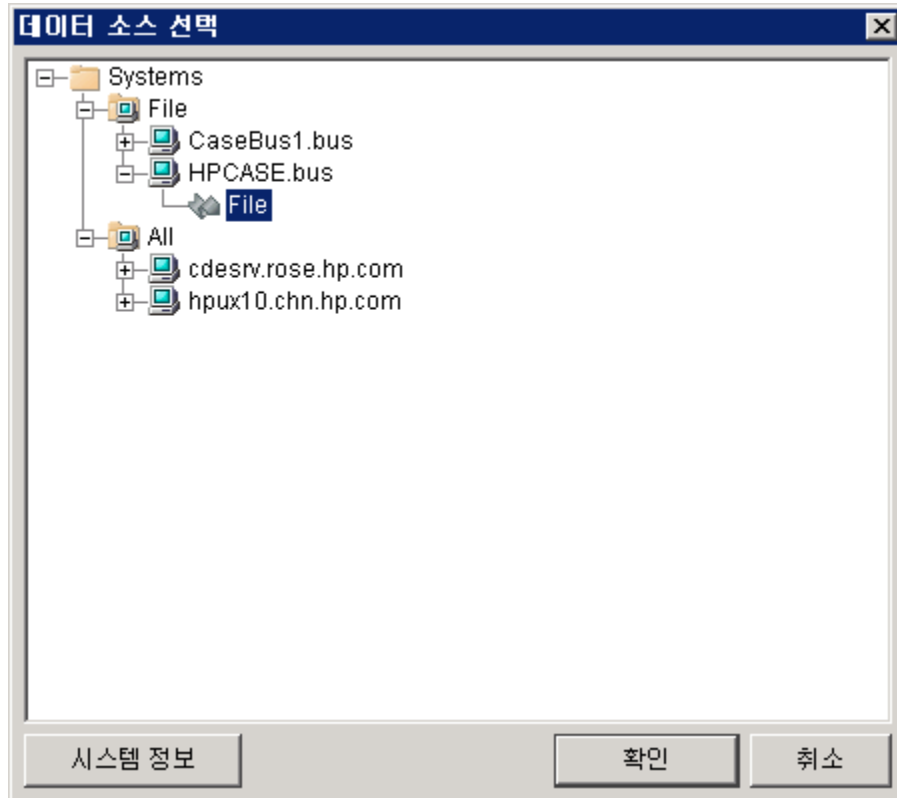 데이터 소스 선택
Systems
File
CaseBus1.bus
HPCASE.bus
File
All
cdesrv.rose.hp.com
hpux10.chn.hp.com
시스템 정보 확인 취소